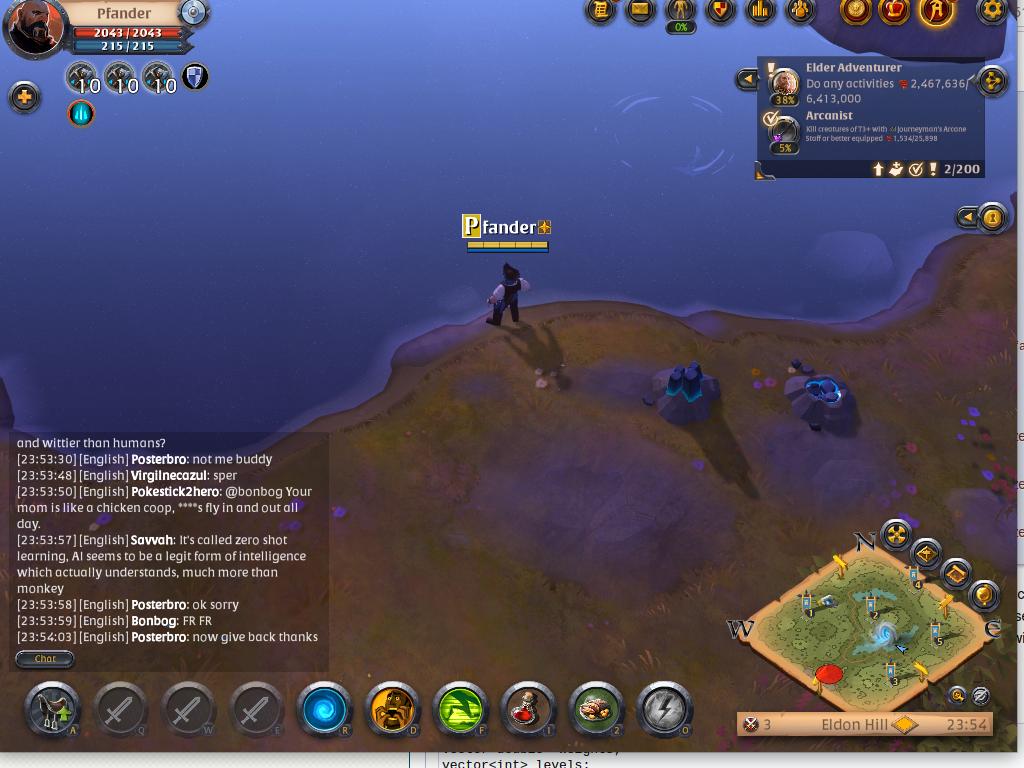 Pfander
2043 / 2043
215 / 215
10 10 10
0%
Elder Adventurer
Do any activities 2,467,636/
6,413,000
38%
Arcanist
Kill creatures of T3+ with Journeyman's Arcane
Staff or better equipped 1,534/25,898
5%
2/200
Pfander
and wittier than humans?
[23:53:30] [English] Posterbro: not me buddy
[23:53:48] [English] Virgilnecazul: sper
[23:53:50] [English] Pokestick2hero: @bonbog Your
mom is like a chicken coop, ****s fly in and out all
day.
[23:53:57] [English] Savvah: It's called zero shot
learning, AI seems to be a legit form of intelligence
which actually understands, much more than
monkey
[23:53:58] [English] Posterbro: ok sorry
[23:53:59] [English] Bonbog: FR FR
[23:54:03] [English] Posterbro: now give back thanks
Chat
N
W
E
1
2
3
4
5
A Q W E R D F 1 2 O
3 Eldon Hill 23:54
vector<int> levels;